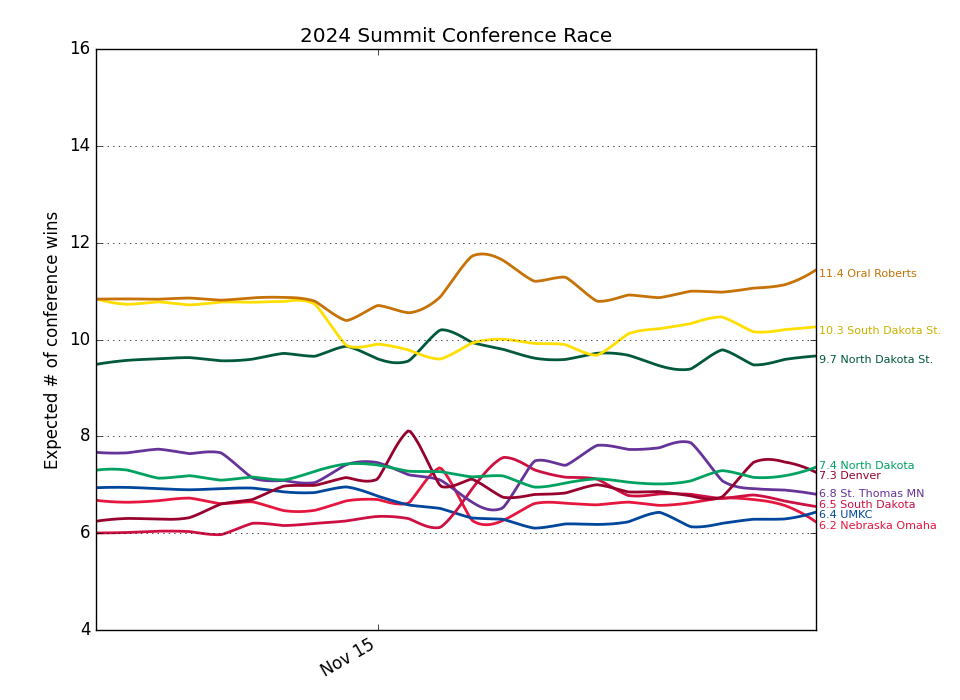 2024 Summit Conference Race
Expected # of conference wins
16
14
12
10
8
6
4
Nov 15
11.4 Oral Roberts
10.3 South Dakota St.
9.7 North Dakota St.
7.4 North Dakota
7.3 Denver
6.8 St. Thomas MN
6.5 South Dakota
6.4 UMKC
6.2 Nebraska Omaha